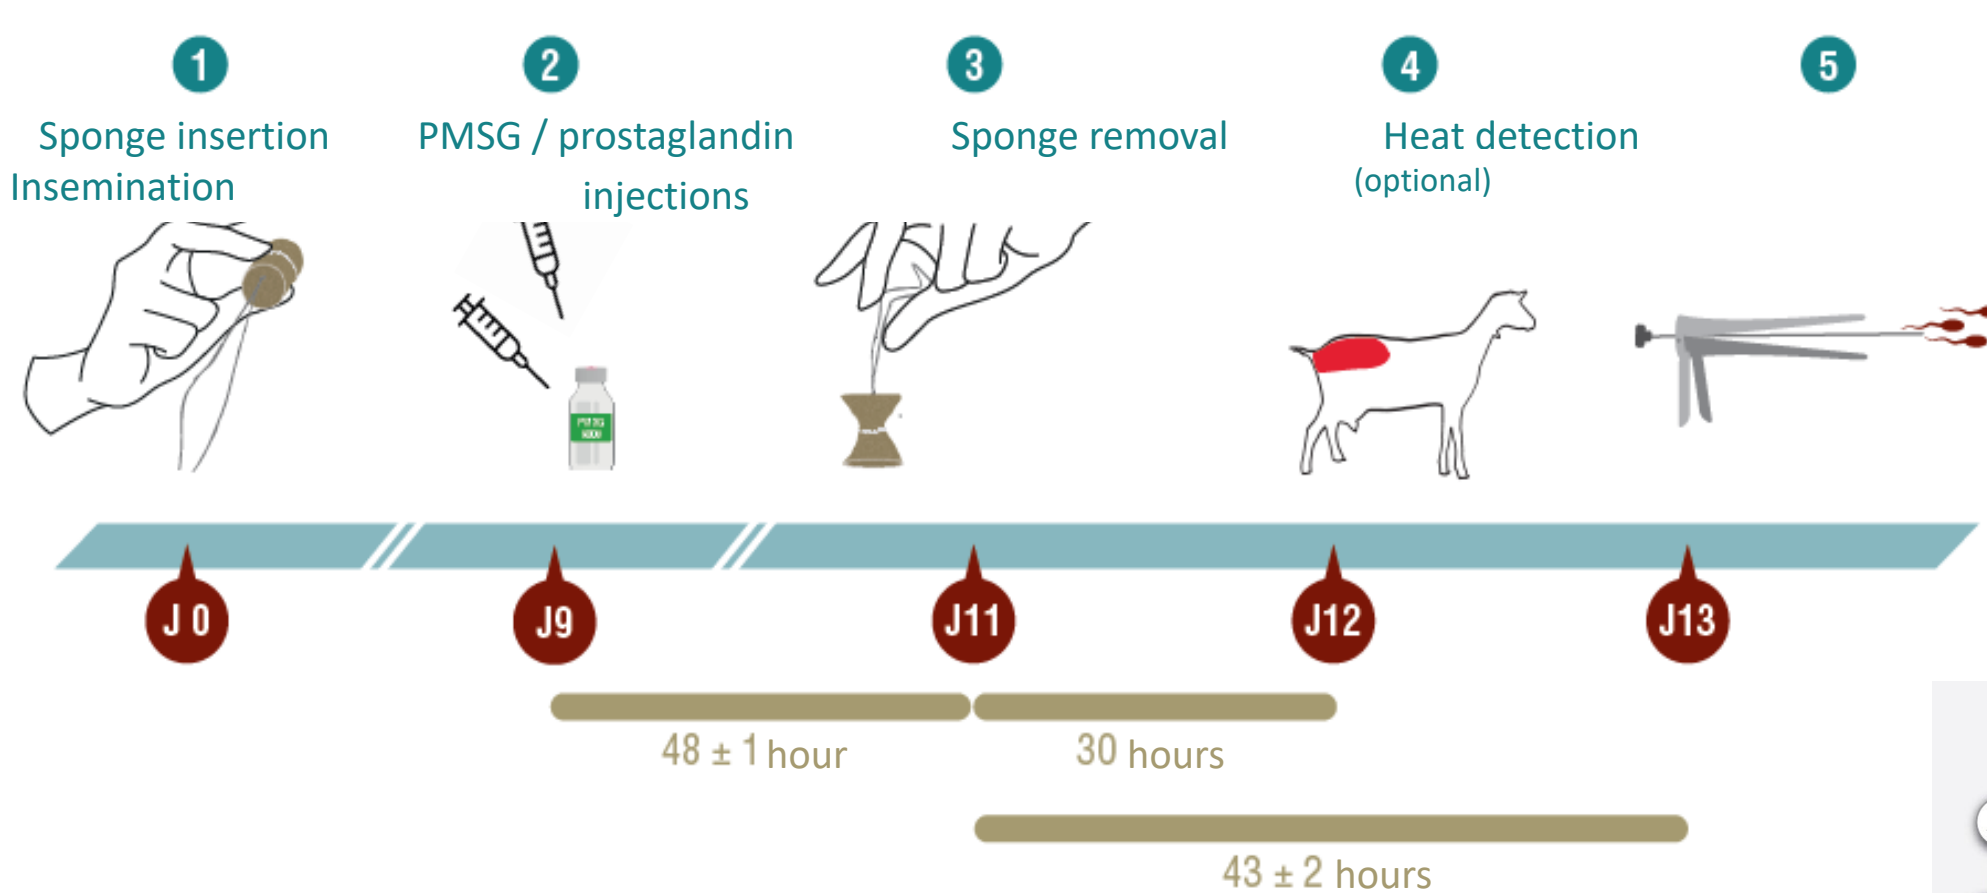 1 2 3 4 5
Sponge insertion PMSG / prostaglandin Sponge removal Heat detection
Insemination injections (optional)
PMSG
J 0 J9 J11 J12 J13
48 ± 1 hour 30 hours
43 ± 2 hours